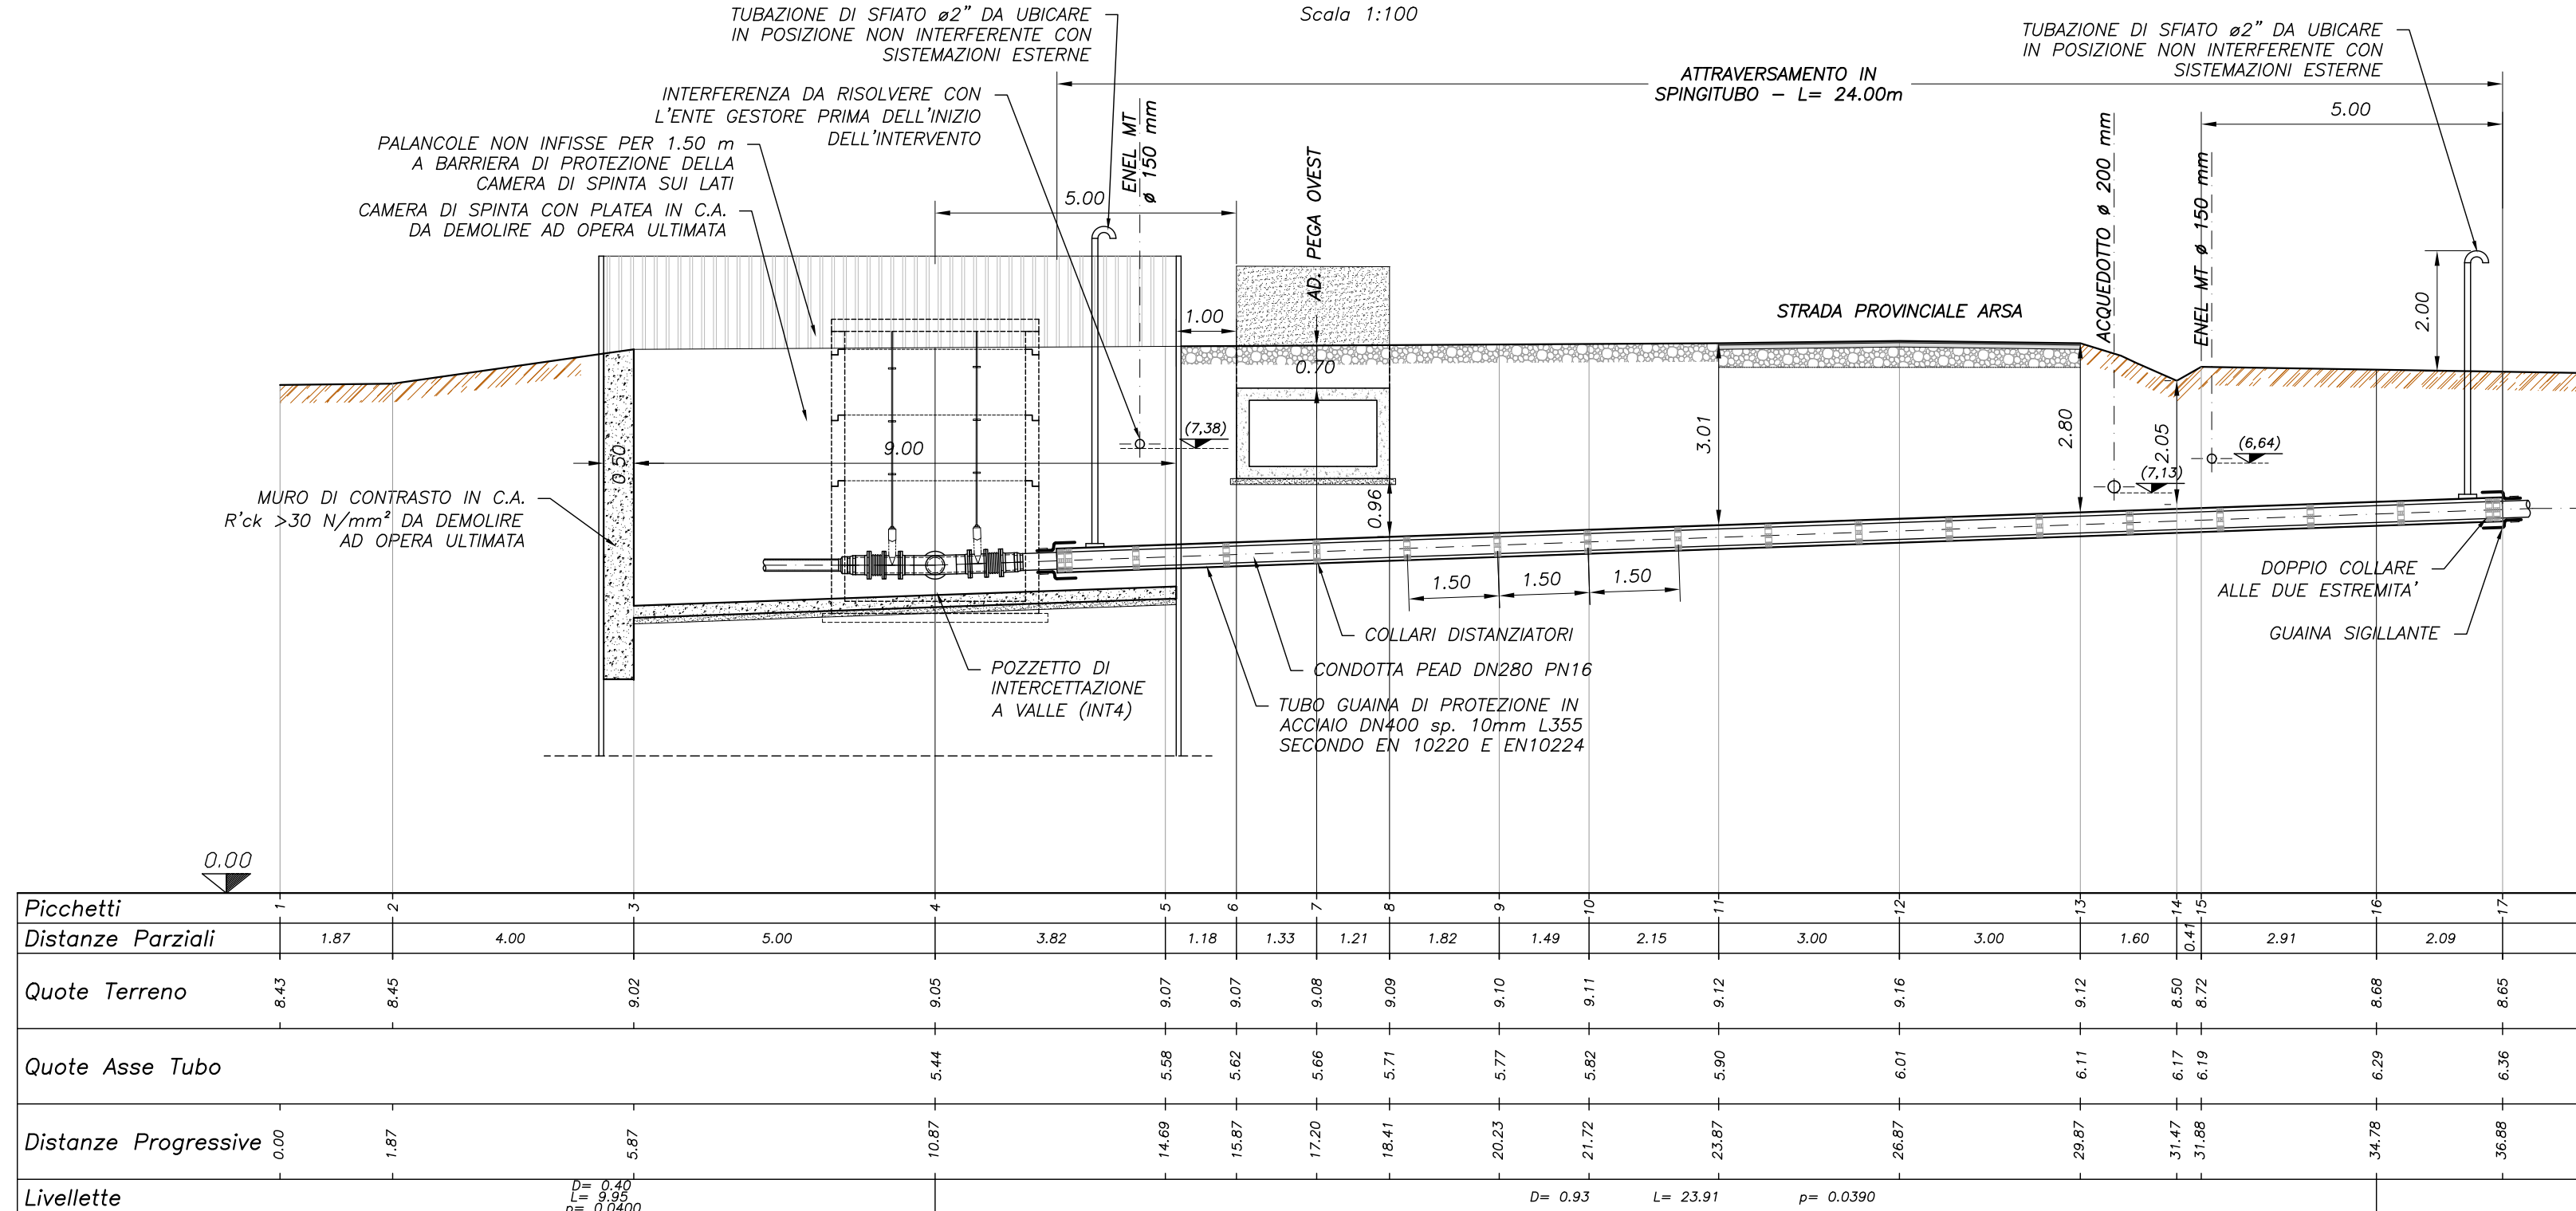 Scala 1:100
TUBAZIONE DI SFIATO ø2” DA UBICARE
IN POSIZIONE NON INTERFERENTE CON
SISTEMAZIONI ESTERNE
TUBAZIONE DI SFIATO ø2” DA UBICARE
IN POSIZIONE NON INTERFERENTE CON
SISTEMAZIONI ESTERNE
ATTRAVERSAMENTO IN
SPINGITUBO – L= 24.00m
INTERFERENZA DA RISOLVERE CON
L'ENTE GESTORE PRIMA DELL'INIZIO
DELL'INTERVENTO
PALANCOLE NON INFISSE PER 1.50 m
A BARRIERA DI PROTEZIONE DELLA
CAMERA DI SPINTA SUI LATI
CAMERA DI SPINTA CON PLATEA IN C.A.
DA DEMOLIRE AD OPERA ULTIMATA
ENEL MT
ø 150 mm
5.00
AD. PEGA OVEST
ACQUEDOTTO ø 200 mm
ENEL MT ø 150 mm
5.00
2.00
STRADA PROVINCIALE ARSA
1.00
0.70
0.50
9.00
(7,38)
0.96
3.01
2.80
2.05
(7,13)
(6,64)
MURO DI CONTRASTO IN C.A.
R'ck >30 N/mm² DA DEMOLIRE
AD OPERA ULTIMATA
1.50
1.50
1.50
DOPPIO COLLARE
ALLE DUE ESTREMITA'
GUAINA SIGILLANTE
COLLARI DISTANZIATORI
CONDOTTA PEAD DN280 PN16
POZZETTO DI
INTERCETTAZIONE
A VALLE (INT4)
TUBO GUAINA DI PROTEZIONE IN
ACCIAIO DN400 sp. 10mm L355
SECONDO EN 10220 E EN10224
0.00
Picchetti 1 2 3 4 5 6 7 8 9 10 11 12 13 14 15 16 17
Distanze Parziali 1.87 4.00 5.00 3.82 1.18 1.33 1.21 1.82 1.49 2.15 3.00 3.00 1.60 0.41 2.91 2.09
Quote Terreno 8.43 8.45 9.02 9.05 9.07 9.07 9.08 9.09 9.10 9.11 9.12 9.16 9.12 8.50 8.72 8.68 8.65
Quote Asse Tubo 5.44 5.58 5.62 5.66 5.71 5.77 5.82 5.90 6.01 6.11 6.17 6.19 6.29 6.36
Distanze Progressive 0.00 1.87 5.87 10.87 14.69 15.87 17.20 18.41 20.23 21.72 23.87 26.87 29.87 31.47 31.88 34.78 36.88
Livellette
D= 0.40
L= 9.95
p= 0.0400
D= 0.93 L= 23.91 p= 0.0390